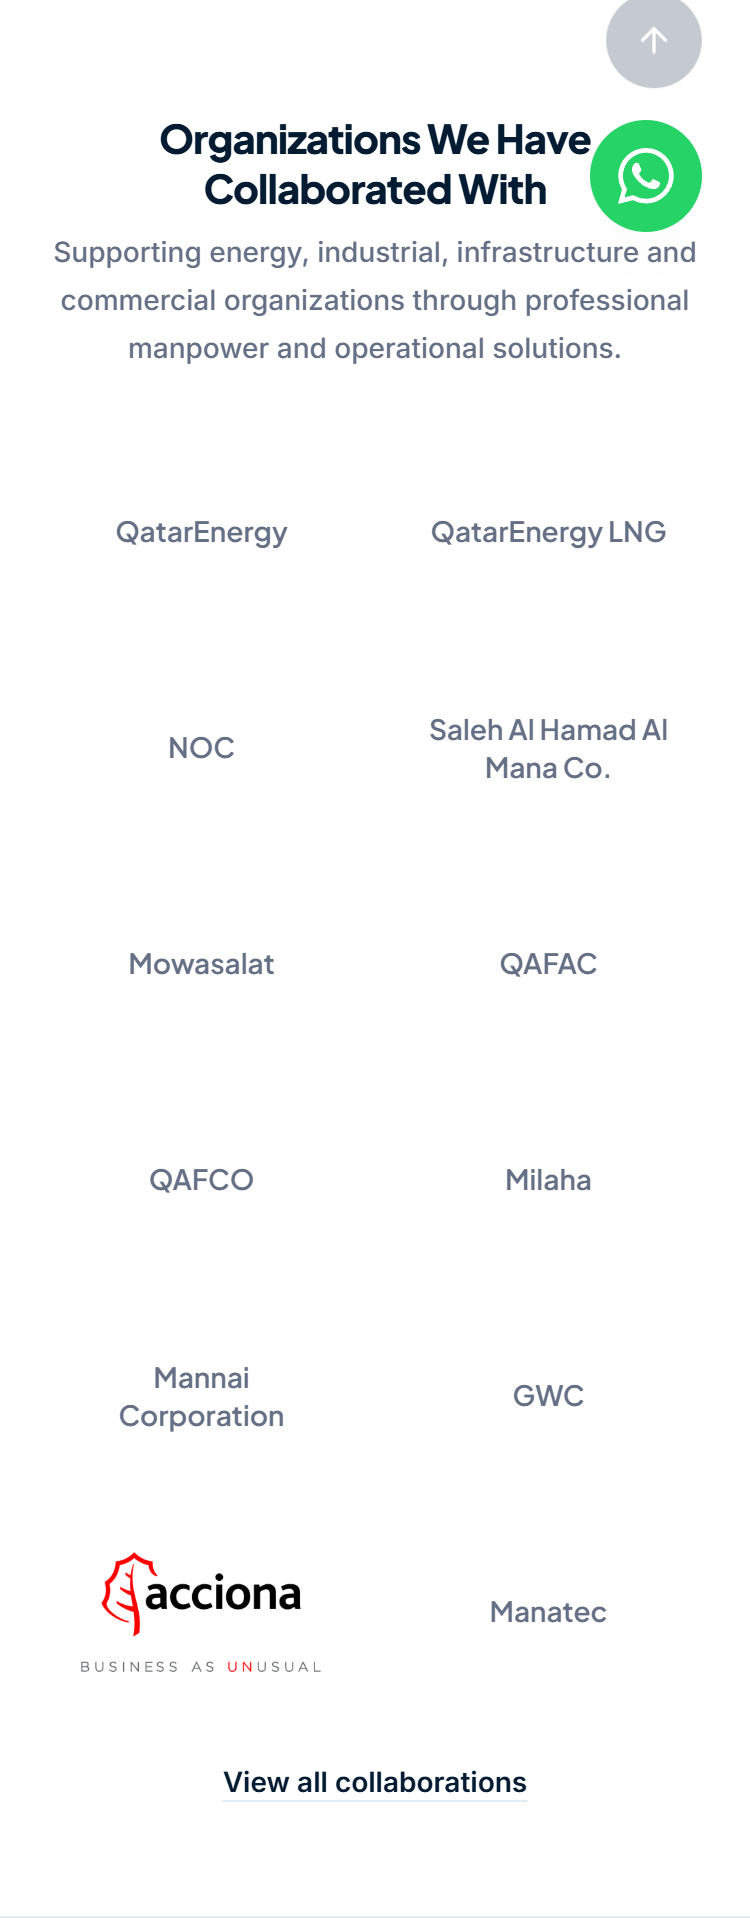 Organizations We Have
Collaborated With
Supporting energy, industrial, infrastructure and
commercial organizations through professional
manpower and operational solutions.
QatarEnergy
QatarEnergy LNG
NOC
Saleh Al Hamad Al
Mana Co.
Mowasalat
QAFAC
QAFCO
Milaha
Mannai
Corporation
GWC
acciona
BUSINESS AS UNUSUAL
Manatec
View all collaborations